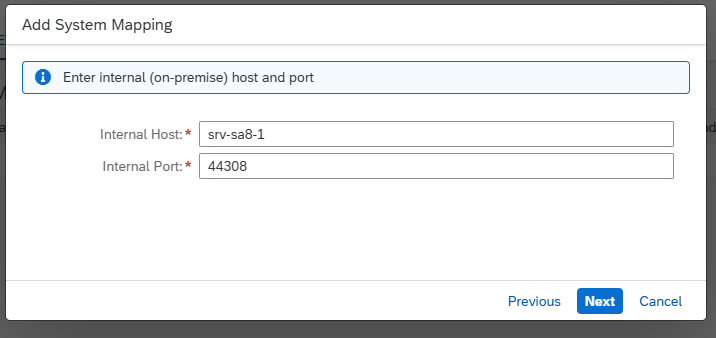 Add System Mapping
Enter internal (on-premise) host and port
Internal Host:* srv-sa8-1
Internal Port:* 44308
Previous Next Cancel